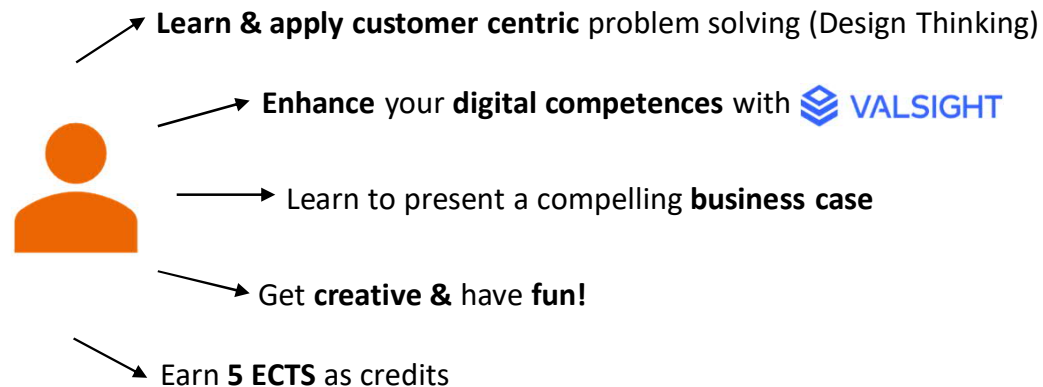 Learn & apply customer centric problem solving (Design Thinking)
Enhance your digital competences with VALSIGHT
Learn to present a compelling business case
Get creative & have fun!
Earn 5 ECTS as credits